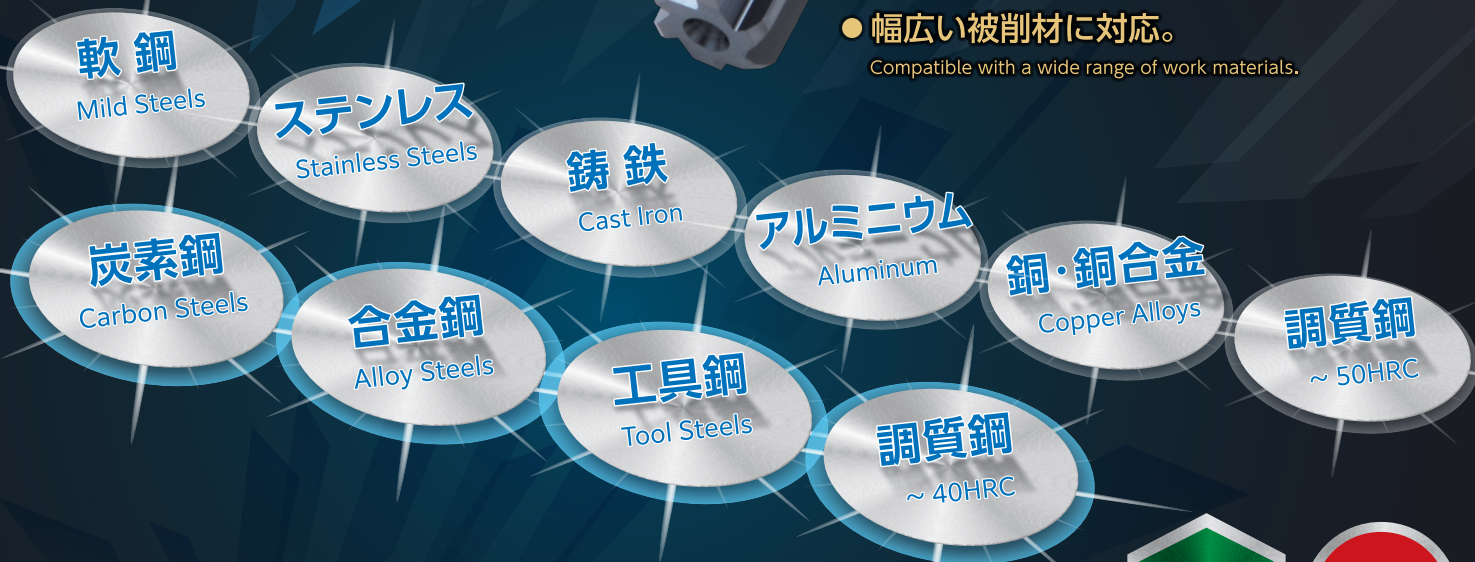 幅広い被削材に対応。
Compatible with a wide range of work materials.
軟鋼
Mild Steels
ステンレス
Stainless Steels
鋳鉄
Cast Iron
アルミニウム
Aluminum
銅・銅合金
Copper Alloys
調質鋼
~ 50HRC
炭素鋼
Carbon Steels
合金鋼
Alloy Steels
工具鋼
Tool Steels
調質鋼
~ 40HRC